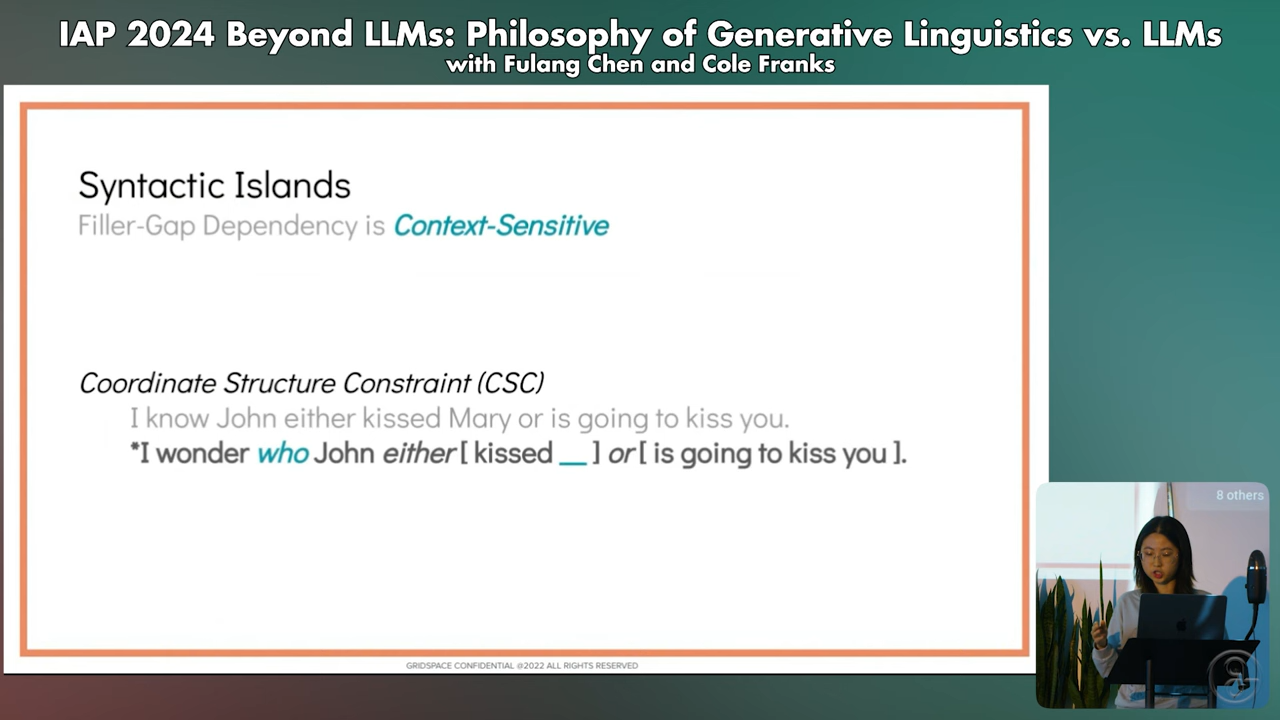 IAP 2024 Beyond LLMs: Philosophy of Generative Linguistics vs. LLMs
with Fulang Chen and Cole Franks
Syntactic Islands
Filler-Gap Dependency is Context-Sensitive
Coordinate Structure Constraint (CSC)
I know John either kissed Mary or is going to kiss you.
*I wonder who John either [ kissed __ ] or [ is going to kiss you ].
8 others
GRIDSPACE CONFIDENTIAL @2022 ALL RIGHTS RESERVED